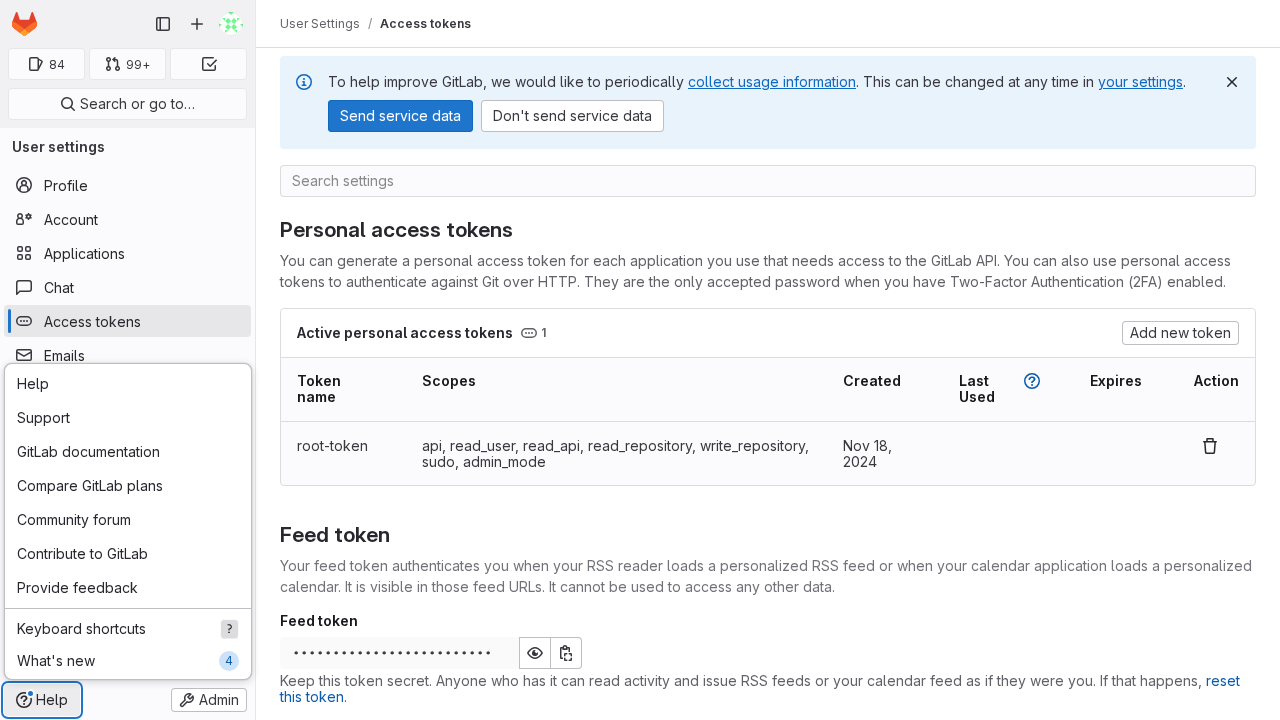 84
99+
Search or go to…
User settings
Profile
Account
Applications
Chat
Access tokens
Emails
Help
Support
GitLab documentation
Compare GitLab plans
Community forum
Contribute to GitLab
Provide feedback
Keyboard shortcuts ?
What's new 4
Help
Admin
User Settings / Access tokens
To help improve GitLab, we would like to periodically collect usage information. This can be changed at any time in your settings.
Send service data
Don't send service data
Search settings
Personal access tokens
You can generate a personal access token for each application you use that needs access to the GitLab API. You can also use personal access
tokens to authenticate against Git over HTTP. They are the only accepted password when you have Two-Factor Authentication (2FA) enabled.
Active personal access tokens 1
Add new token
Token name Scopes Created Last Used Expires Action
root-token api, read_user, read_api, read_repository, write_repository, Nov 18,
sudo, admin_mode 2024
Feed token
Your feed token authenticates you when your RSS reader loads a personalized RSS feed or when your calendar application loads a personalized
calendar. It is visible in those feed URLs. It cannot be used to access any other data.
Feed token
Keep this token secret. Anyone who has it can read activity and issue RSS feeds or your calendar feed as if they were you. If that happens, reset
this token.